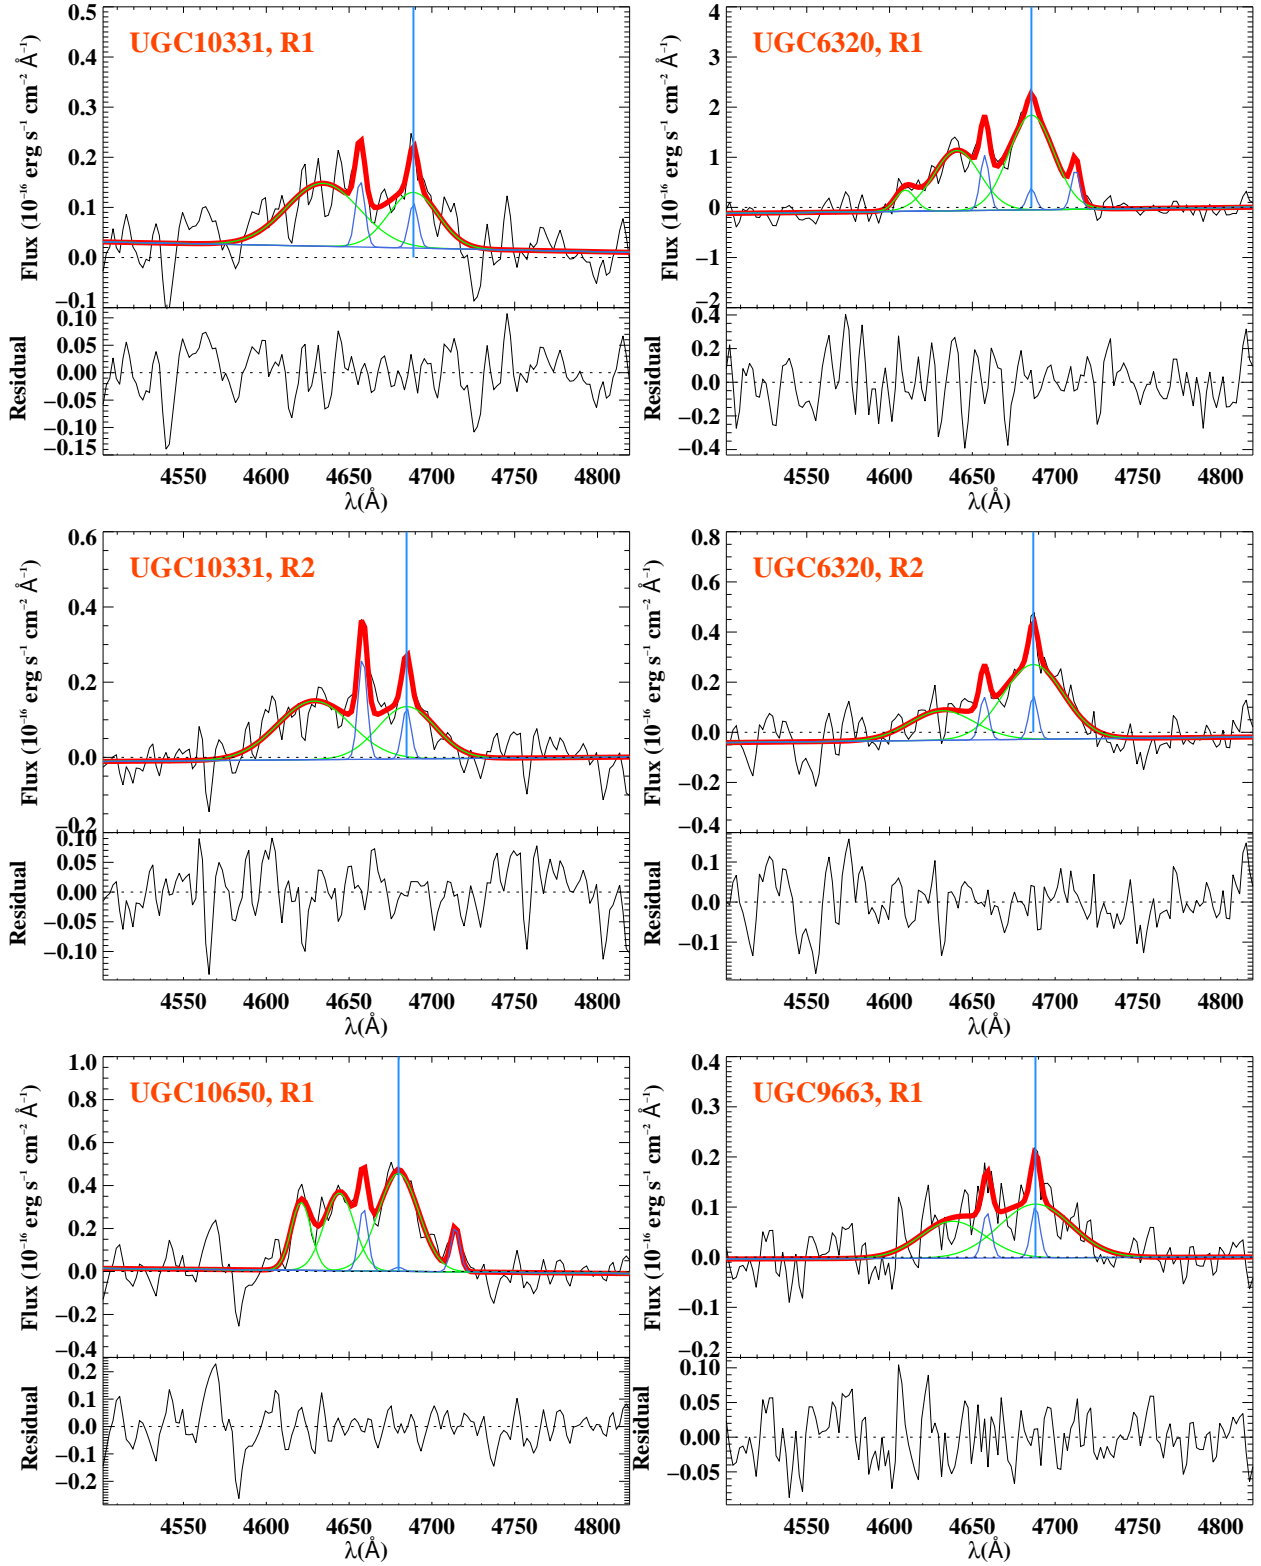 UGC10331, R1
Flux (10⁻¹⁶ erg s⁻¹ cm⁻² Å⁻¹)
0.5
0.4
0.3
0.2
0.1
0.0
−0.1
Residual
0.10
0.05
0.00
−0.05
−0.10
−0.15
4550 4600 4650 4700 4750 4800
λ(Å)
UGC6320, R1
Flux (10⁻¹⁶ erg s⁻¹ cm⁻² Å⁻¹)
4
3
2
1
0
−1
−2
Residual
0.4
0.2
0.0
−0.2
−0.4
4550 4600 4650 4700 4750 4800
λ(Å)
UGC10331, R2
Flux (10⁻¹⁶ erg s⁻¹ cm⁻² Å⁻¹)
0.6
0.4
0.2
0.0
−0.2
Residual
0.10
0.05
0.00
−0.05
−0.10
4550 4600 4650 4700 4750 4800
λ(Å)
UGC6320, R2
Flux (10⁻¹⁶ erg s⁻¹ cm⁻² Å⁻¹)
0.8
0.6
0.4
0.2
0.0
−0.2
−0.4
Residual
0.1
0.0
−0.1
4550 4600 4650 4700 4750 4800
λ(Å)
UGC10650, R1
Flux (10⁻¹⁶ erg s⁻¹ cm⁻² Å⁻¹)
1.0
0.8
0.6
0.4
0.2
0.0
−0.2
−0.4
Residual
0.2
0.1
0.0
−0.1
−0.2
4550 4600 4650 4700 4750 4800
λ(Å)
UGC9663, R1
Flux (10⁻¹⁶ erg s⁻¹ cm⁻² Å⁻¹)
0.4
0.3
0.2
0.1
0.0
−0.1
−0.2
Residual
0.10
0.05
0.00
−0.05
4550 4600 4650 4700 4750 4800
λ(Å)